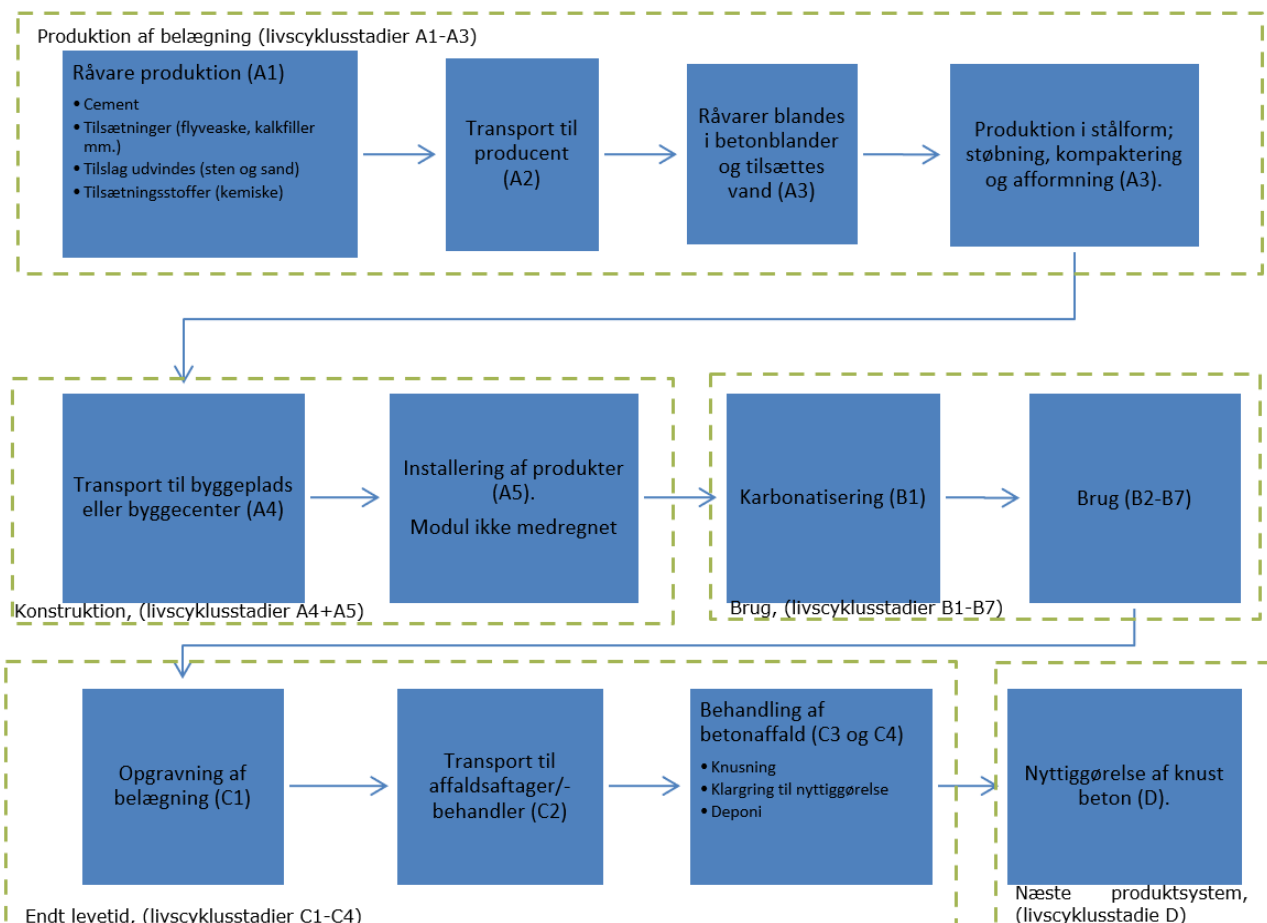 Produktion af belægning (livscyklusstadier A1-A3)
Råvare produktion (A1)
• Cement
• Tilsætninger (flyveaske, kalkfiller
mm.)
• Tilslag udvindes (sten og sand)
• Tilsætningsstoffer (kemiske)
Transport til
producent
(A2)
Råvarer blandes
i betonblander
og tilsættes
vand (A3)
Produktion i stålform;
støbning, kompaktering
og afformning (A3).
Transport til byggeplads
eller byggecenter (A4)
Installering af produkter
(A5).
Modul ikke medregnet
Konstruktion, (livscyklusstadier A4+A5)
Karbonatisering (B1)
Brug (B2-B7)
Brug, (livscyklusstadier B1-B7)
Opgravning af
belægning (C1)
Transport til
affaldsaftager/-
behandler (C2)
Behandling af
betonaffald (C3 og C4)
• Knusning
• Klargring til nyttiggørelse
• Deponi
Endt levetid, (livscyklusstadier C1-C4)
Nyttiggørelse af knust
beton (D).
Næste produktsystem,
(livscyklusstadie D)